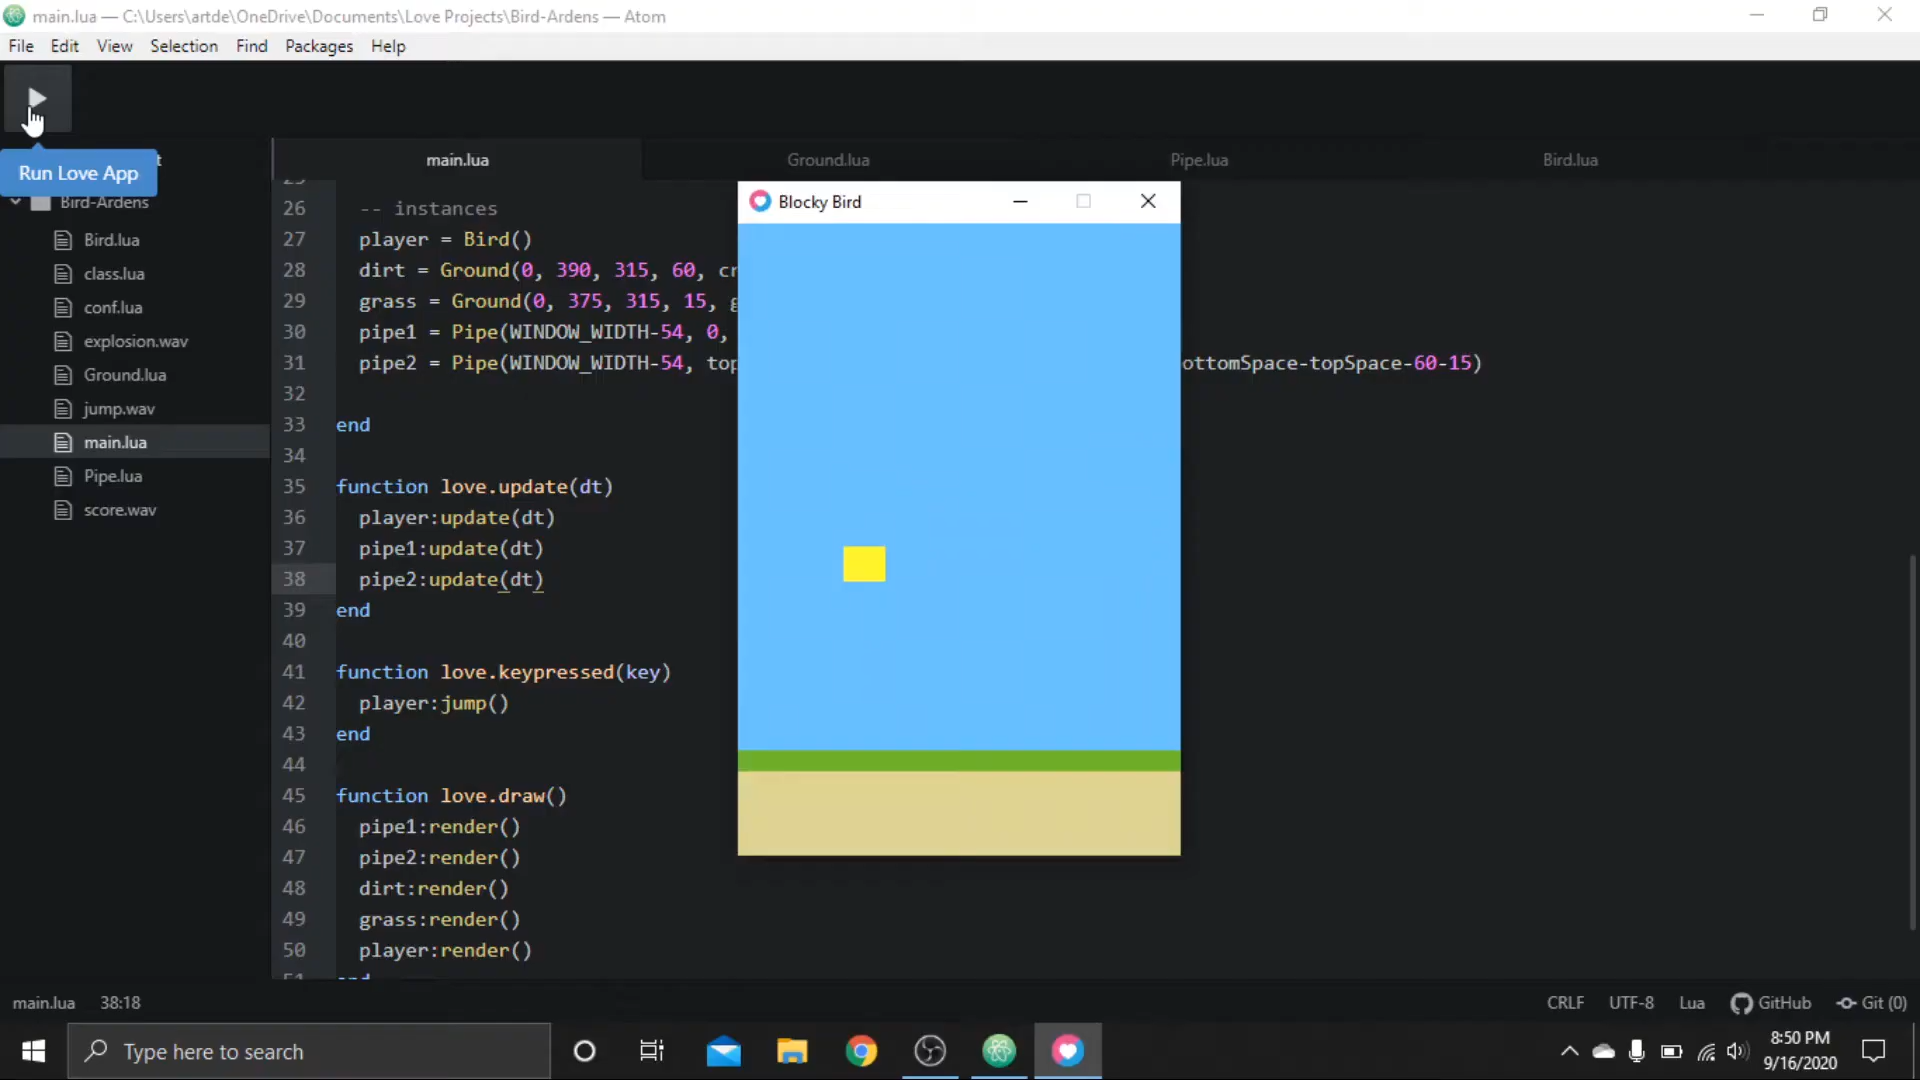 main.lua — C:\Users\artde\OneDrive\Documents\Love Projects\Bird-Ardens — Atom
File Edit View Selection Find Packages Help
Run Love App
Bird-Ardens
Bird.lua
class.lua
conf.lua
explosion.wav
Ground.lua
jump.wav
main.lua
Pipe.lua
score.wav
main.lua Ground.lua Pipe.lua Bird.lua
26 -- instances
27 player = Bird()
28 dirt = Ground(0, 390, 315, 60, cr
29 grass = Ground(0, 375, 315, 15, g
30 pipe1 = Pipe(WINDOW_WIDTH-54, 0,
31 pipe2 = Pipe(WINDOW_WIDTH-54, top ottomSpace-topSpace-60-15)
32
33 end
34
35 function love.update(dt)
36 player:update(dt)
37 pipe1:update(dt)
38 pipe2:update(dt)
39 end
40
41 function love.keypressed(key)
42 player:jump()
43 end
44
45 function love.draw()
46 pipe1:render()
47 pipe2:render()
48 dirt:render()
49 grass:render()
50 player:render()
Blocky Bird
main.lua 38:18 CRLF UTF-8 Lua GitHub Git (0)
Type here to search
8:50 PM
9/16/2020